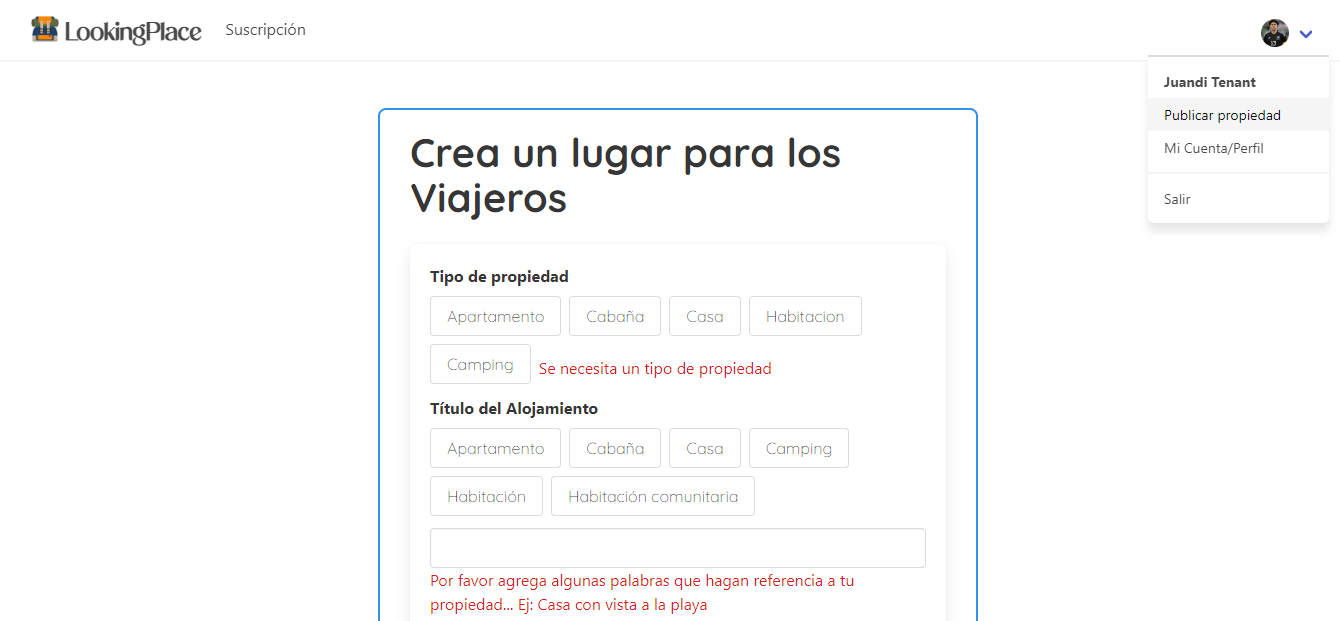 LookingPlace Suscripción
Juandi Tenant
Publicar propiedad
Mi Cuenta/Perfil
Salir
Crea un lugar para los
Viajeros
Tipo de propiedad
Apartamento Cabaña Casa Habitacion
Camping Se necesita un tipo de propiedad
Título del Alojamiento
Apartamento Cabaña Casa Camping
Habitación Habitación comunitaria
Por favor agrega algunas palabras que hagan referencia a tu
propiedad... Ej: Casa con vista a la playa